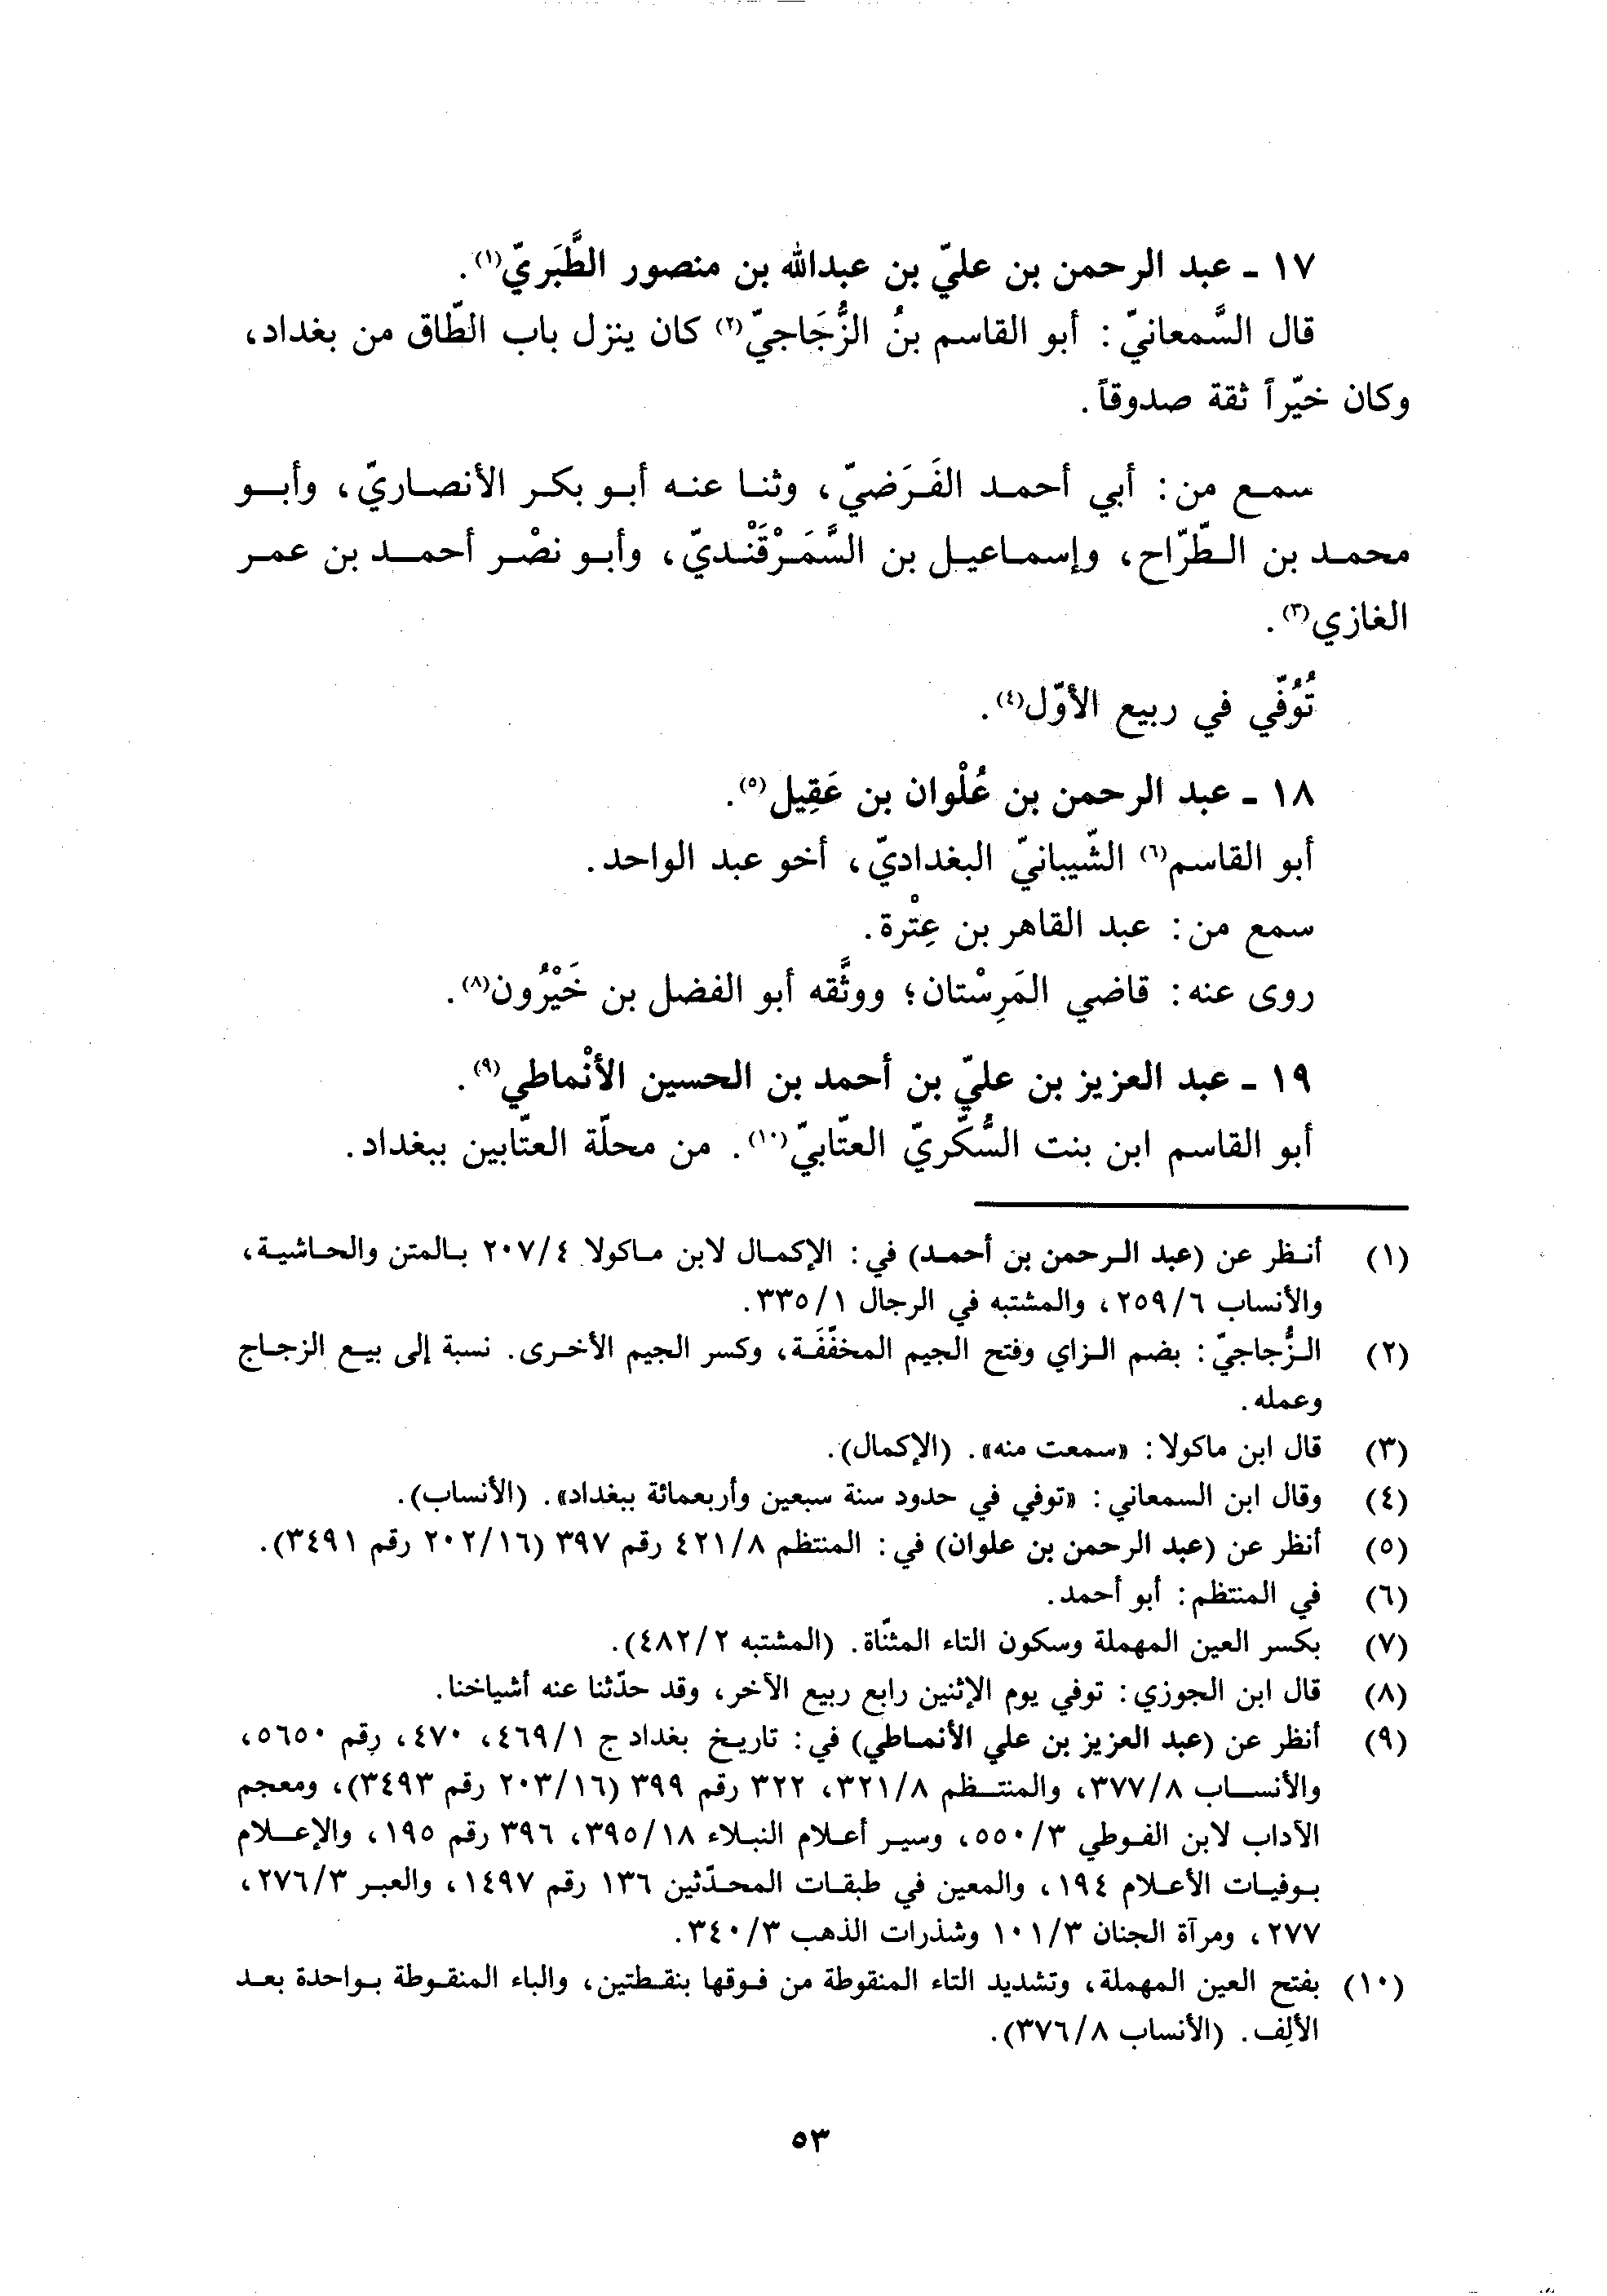 ١٧ ـ عبد الرحمن بن عليّ بن عبدالله بن منصور الطَّبَريّ(١).
قال السَّمعانيّ: أبو القاسم بنُ الزُّجَاجيّ(٢) كان ينزل باب الطّاق من بغداد،
وكان خيّراً ثقة صدوقاً.
سمع من: أبي أحمد الفَرَضيّ، وثنا عنه أبو بكر الأنصاريّ، وأبو
محمد بن الطّرّاح، وإسماعيل بن السَّمَرْقَنْديّ، وأبو نصْر أحمد بن عمر
الغازي(٣).
تُوُفّي في ربيع الأوّل(٤).
١٨ ـ عبد الرحمن بن عُلْوان بن عَقِيل(٥).
أبو القاسم(٦) الشّيبانيّ البغداديّ، أخو عبد الواحد.
سمع من: عبد القاهر بن عِتْرة.
روى عنه: قاضي المَرِسْتان؛ ووثَّقه أبو الفضل بن خَيْرُون(٨).
١٩ ـ عبد العزيز بن عليّ بن أحمد بن الحسين الأنْماطي(٩).
أبو القاسم ابن بنت السُّكّريّ العتّابيّ(١٠). من محلّة العتّابين ببغداد.
(١) أنظر عن (عبد الرحمن بن أحمد) في: الإكمال لابن ماكولا ٢٠٧/٤ بالمتن والحاشية،
والأنساب ٢٥٩/٦، والمشتبه في الرجال ٣٣٥/١.
(٢) الزُّجاجيّ: بضم الزاي وفتح الجيم المخفَّفَة، وكسر الجيم الأخرى. نسبة إلى بيع الزجاج
وعمله.
(٣) قال ابن ماكولا: «سمعت منه». (الإكمال).
(٤) وقال ابن السمعاني: «توفي في حدود سنة سبعين وأربعمائة ببغداد». (الأنساب).
(٥) أنظر عن (عبد الرحمن بن علوان) في: المنتظم ٤٢١/٨ رقم ٣٩٧ (٢٠٢/١٦ رقم ٣٤٩١).
(٦) في المنتظم: أبو أحمد.
(٧) بكسر العين المهملة وسكون التاء المثنّاة. (المشتبه ٤٨٢/٢).
(٨) قال ابن الجوزي: توفي يوم الإثنين رابع ربيع الآخر، وقد حدّثنا عنه أشياخنا.
(٩) أنظر عن (عبد العزيز بن علي الأنماطي) في: تاريخ بغداد ج ٤٦٩/١، ٤٧٠، رقم ٥٦٥٠،
والأنساب ٣٧٧/٨، والمنتظم ٣٢١/٨، ٣٢٢ رقم ٣٩٩ (٢٠٣/١٦ رقم ٣٤٩٣)، ومعجم
الآداب لابن الفوطي ٥٥٠/٣، وسير أعلام النبلاء ٣٩٥/١٨، ٣٩٦ رقم ١٩٥، والإعلام
بوفيات الأعلام ١٩٤، والمعين في طبقات المحدّثين ١٣٦ رقم ١٤٩٧، والعبر ٢٧٦/٣،
٢٧٧، ومرآة الجنان ١٠١/٣ وشذرات الذهب ٣٤٠/٣.
(١٠) بفتح العين المهملة، وتشديد التاء المنقوطة من فوقها بنقطتين، والباء المنقوطة بواحدة بعد
الألِف. (الأنساب ٣٧٦/٨).
٥٣